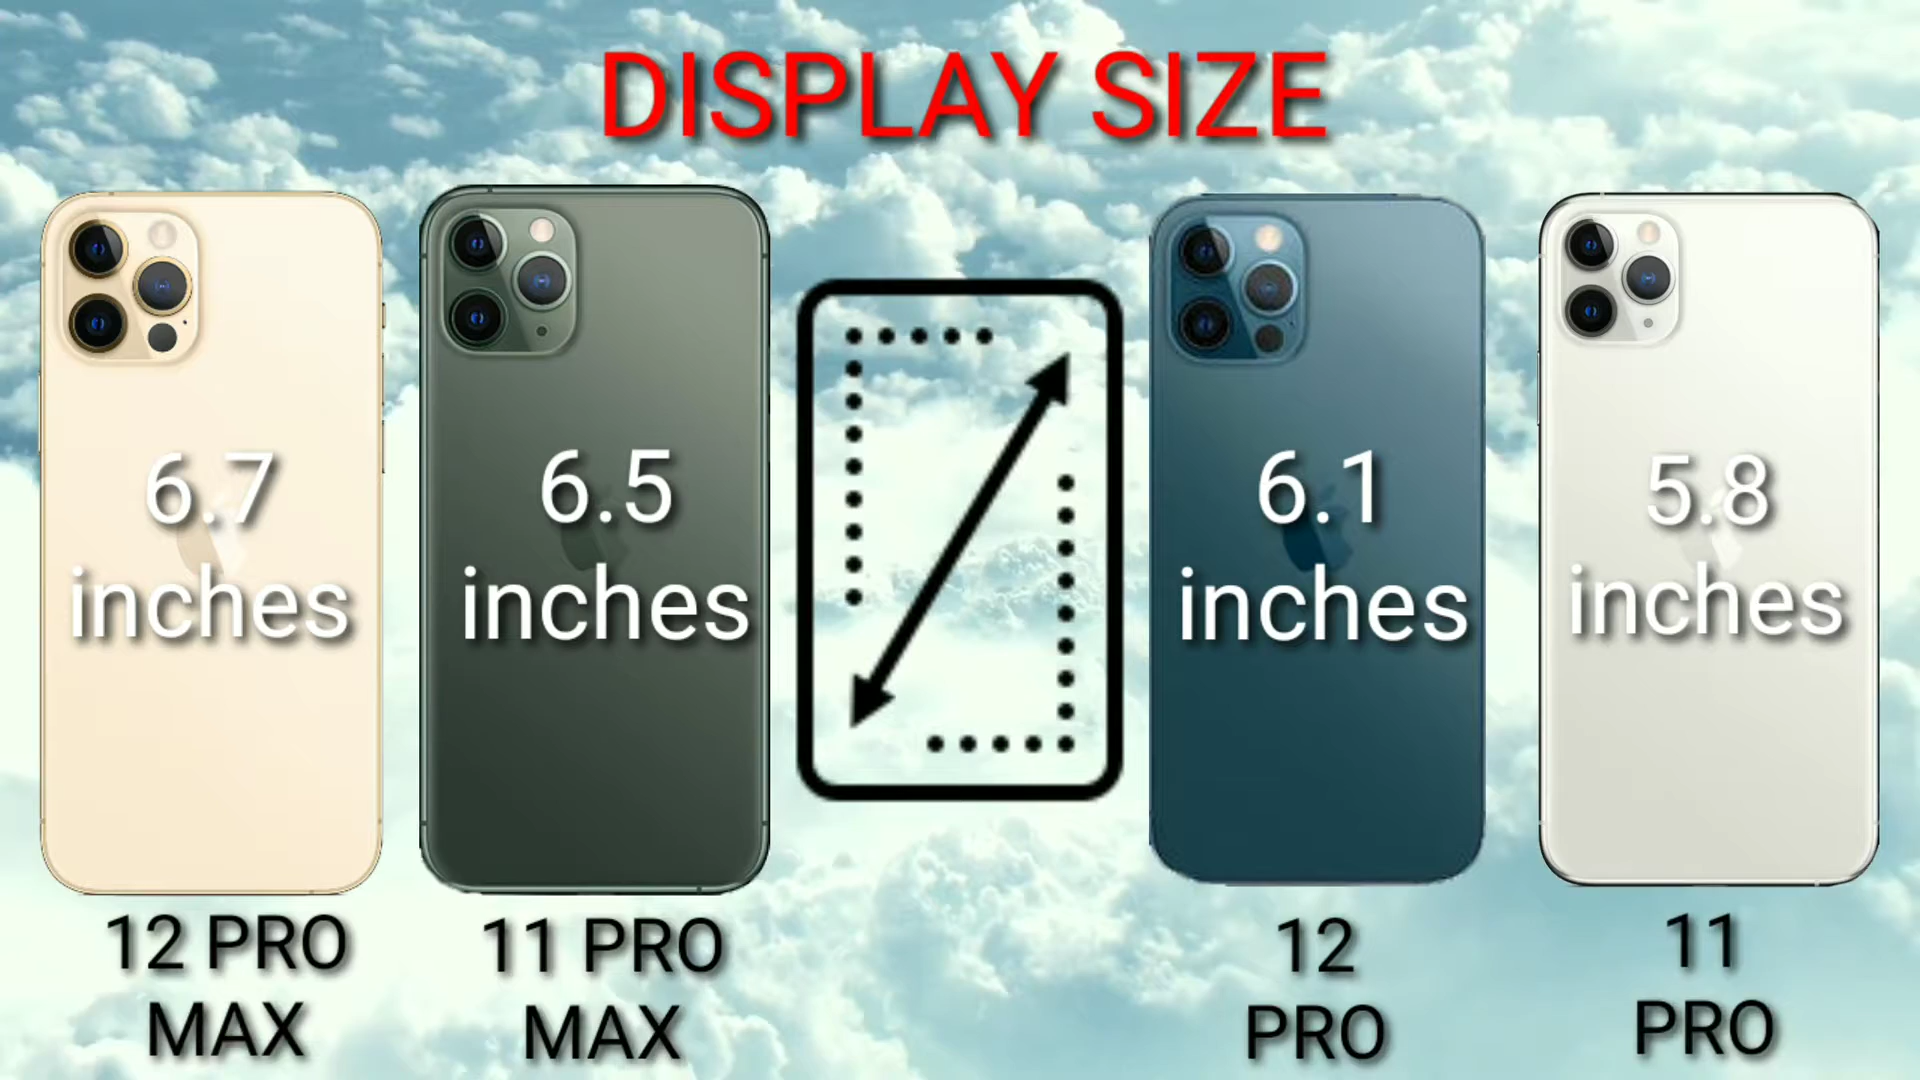 DISPLAY SIZE
6.7
inches
6.5
inches
6.1
inches
5.8
inches
12 PRO
MAX
11 PRO
MAX
12
PRO
11
PRO